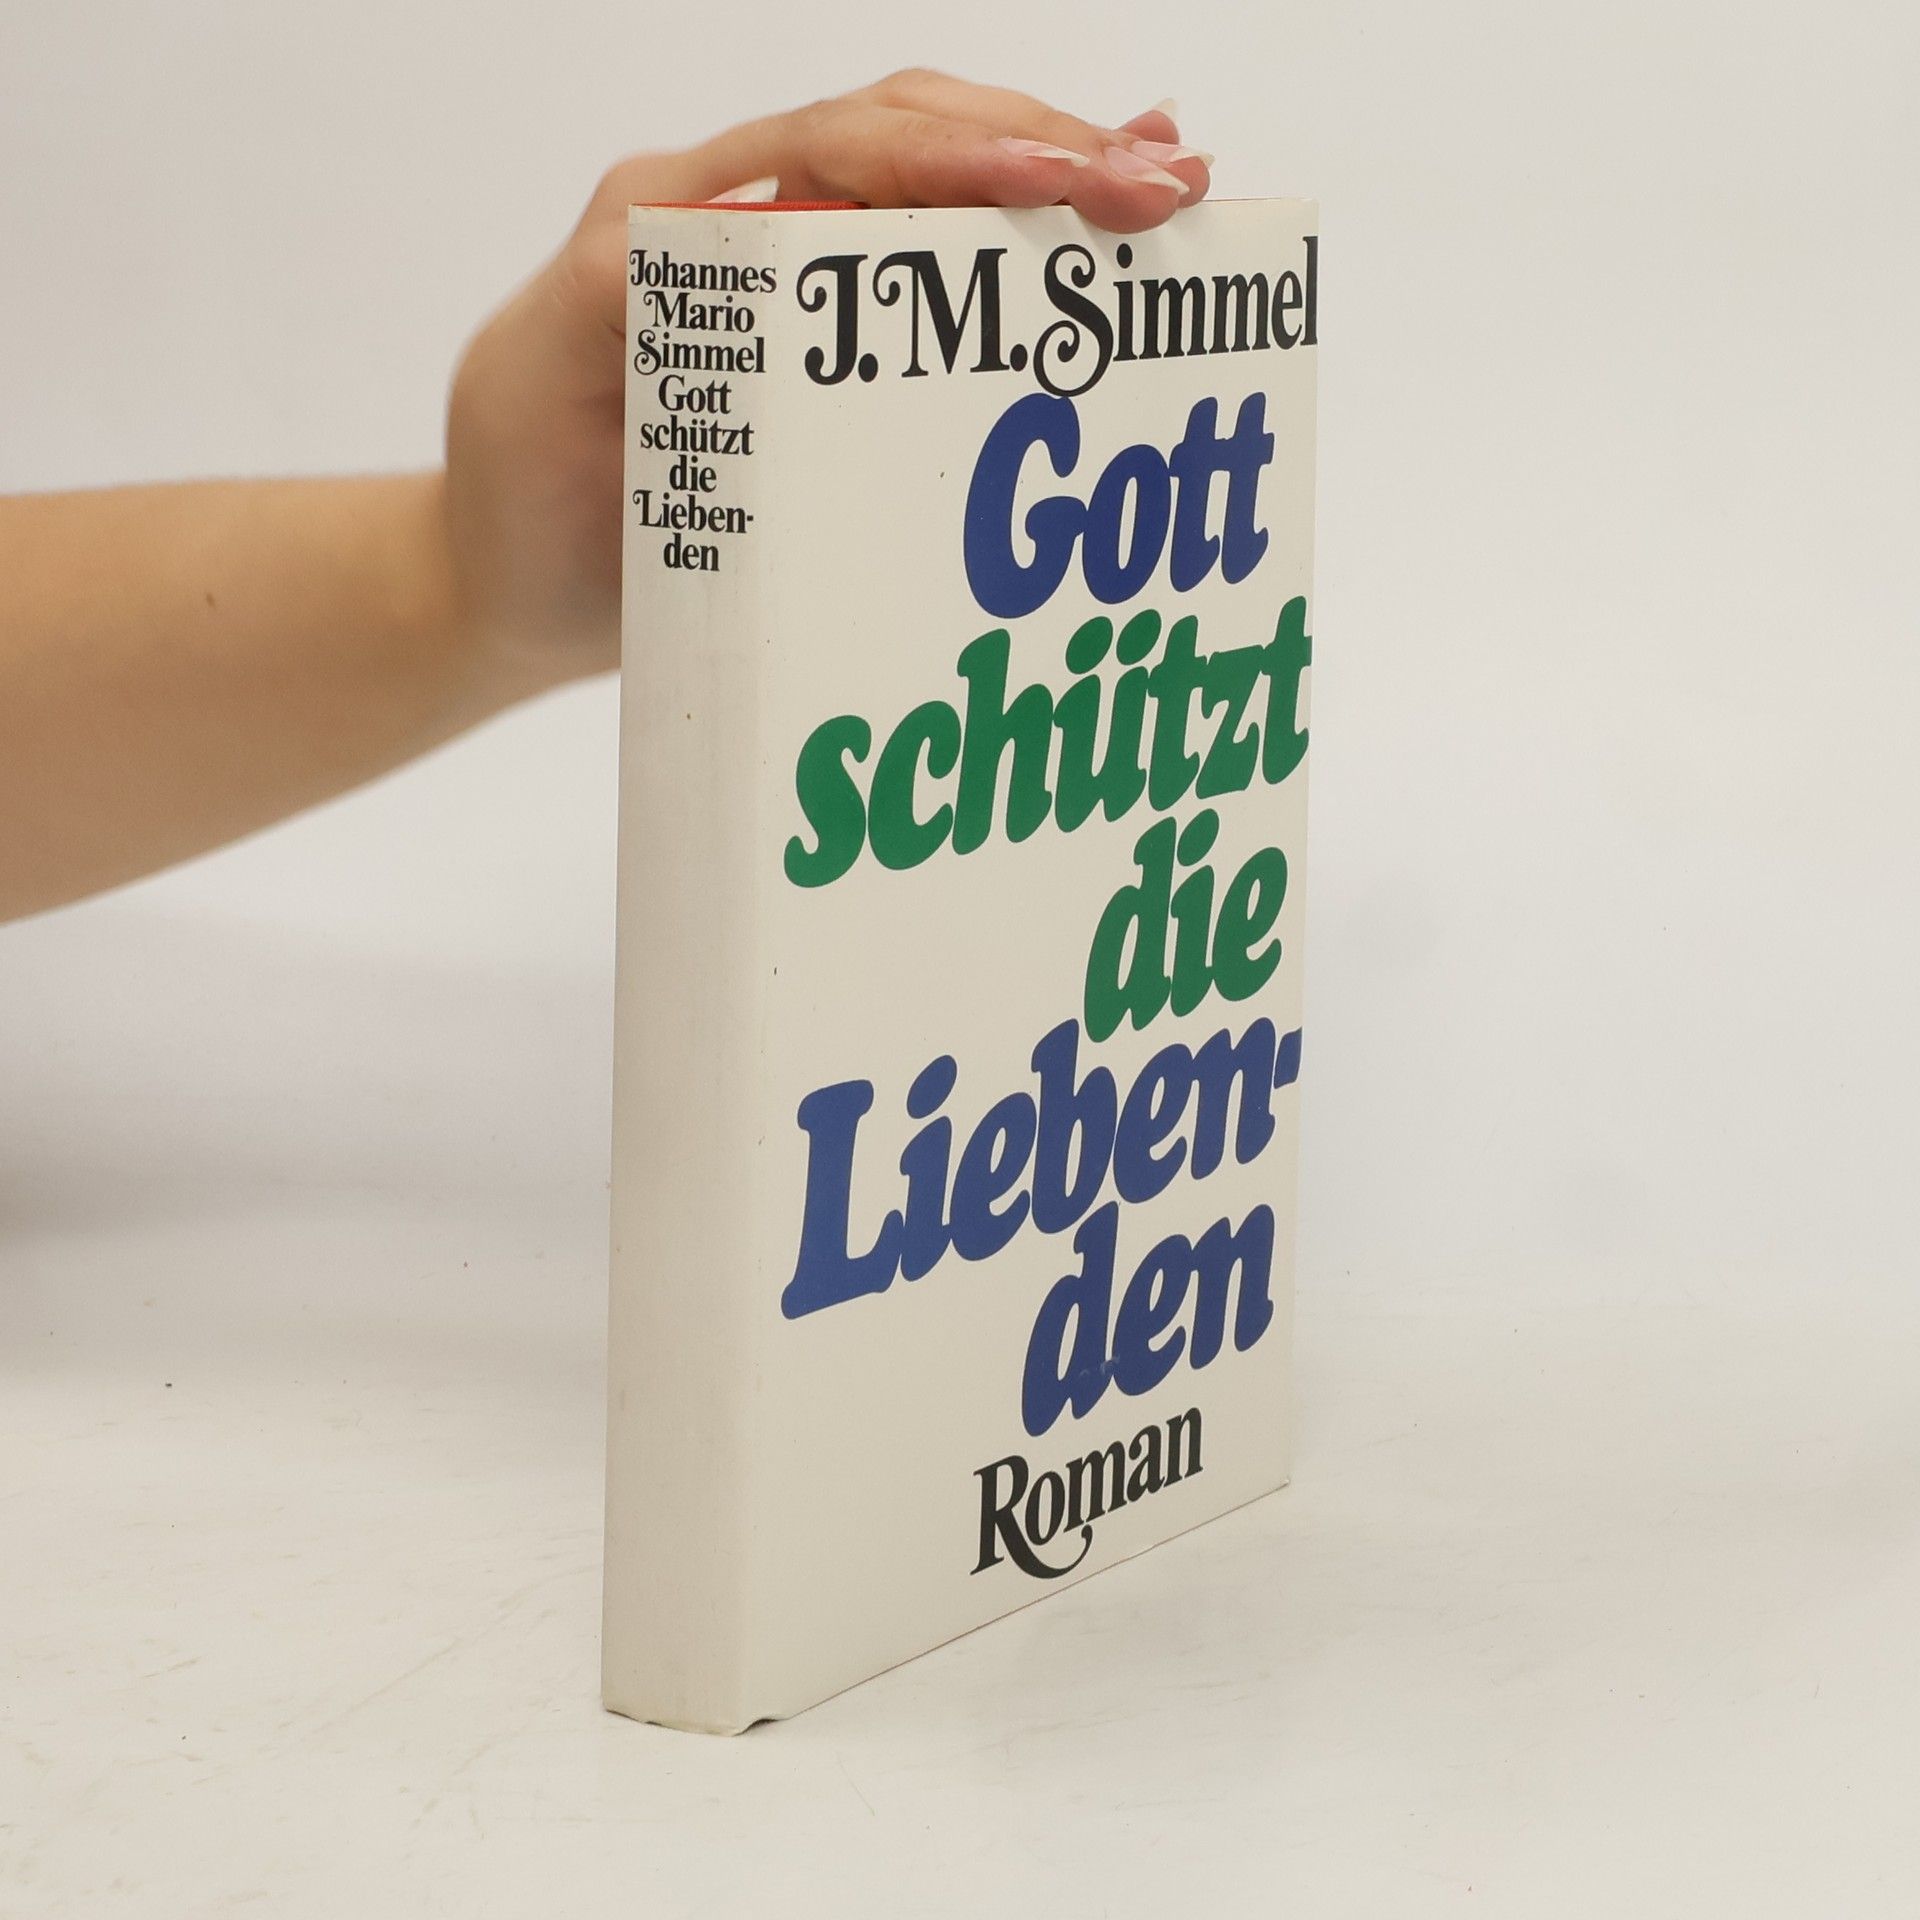 Johannes
Mario
Simmel
Gott
schützt
die
Lieben-
den
J.M.Simmel
Gott
schützt
die
Lieben-
den
Roman